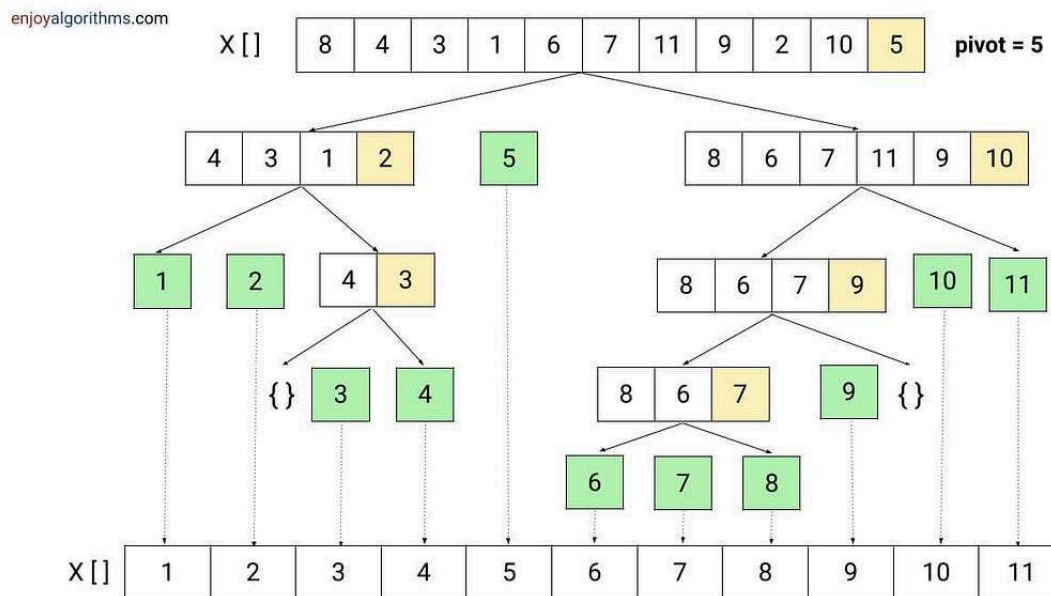 enjoyalgorithms.com
X [ ] 8 4 3 1 6 7 11 9 2 10 5 pivot = 5
4 3 1 2 5 8 6 7 11 9 10
1 2 4 3 8 6 7 9 10 11
{ } 3 4 8 6 7 9 { }
6 7 8
X [ ] 1 2 3 4 5 6 7 8 9 10 11